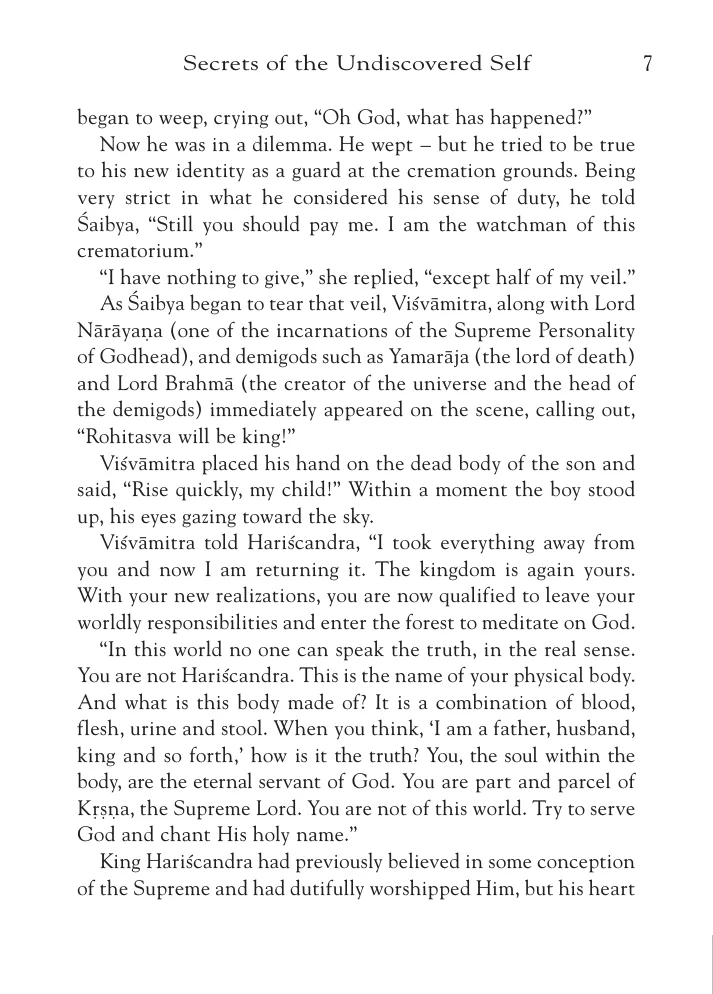 Secrets of the Undiscovered Self 7
began to weep, crying out, “Oh God, what has happened?”
Now he was in a dilemma. He wept – but he tried to be true
to his new identity as a guard at the cremation grounds. Being
very strict in what he considered his sense of duty, he told
Śaibya, “Still you should pay me. I am the watchman of this
crematorium.”
“I have nothing to give,” she replied, “except half of my veil.”
As Śaibya began to tear that veil, Viśvāmitra, along with Lord
Nārāyaṇa (one of the incarnations of the Supreme Personality
of Godhead), and demigods such as Yamarāja (the lord of death)
and Lord Brahmā (the creator of the universe and the head of
the demigods) immediately appeared on the scene, calling out,
“Rohitasva will be king!”
Viśvāmitra placed his hand on the dead body of the son and
said, “Rise quickly, my child!” Within a moment the boy stood
up, his eyes gazing toward the sky.
Viśvāmitra told Hariścandra, “I took everything away from
you and now I am returning it. The kingdom is again yours.
With your new realizations, you are now qualified to leave your
worldly responsibilities and enter the forest to meditate on God.
“In this world no one can speak the truth, in the real sense.
You are not Hariścandra. This is the name of your physical body.
And what is this body made of? It is a combination of blood,
flesh, urine and stool. When you think, ‘I am a father, husband,
king and so forth,’ how is it the truth? You, the soul within the
body, are the eternal servant of God. You are part and parcel of
Kṛṣṇa, the Supreme Lord. You are not of this world. Try to serve
God and chant His holy name.”
King Hariścandra had previously believed in some conception
of the Supreme and had dutifully worshipped Him, but his heart